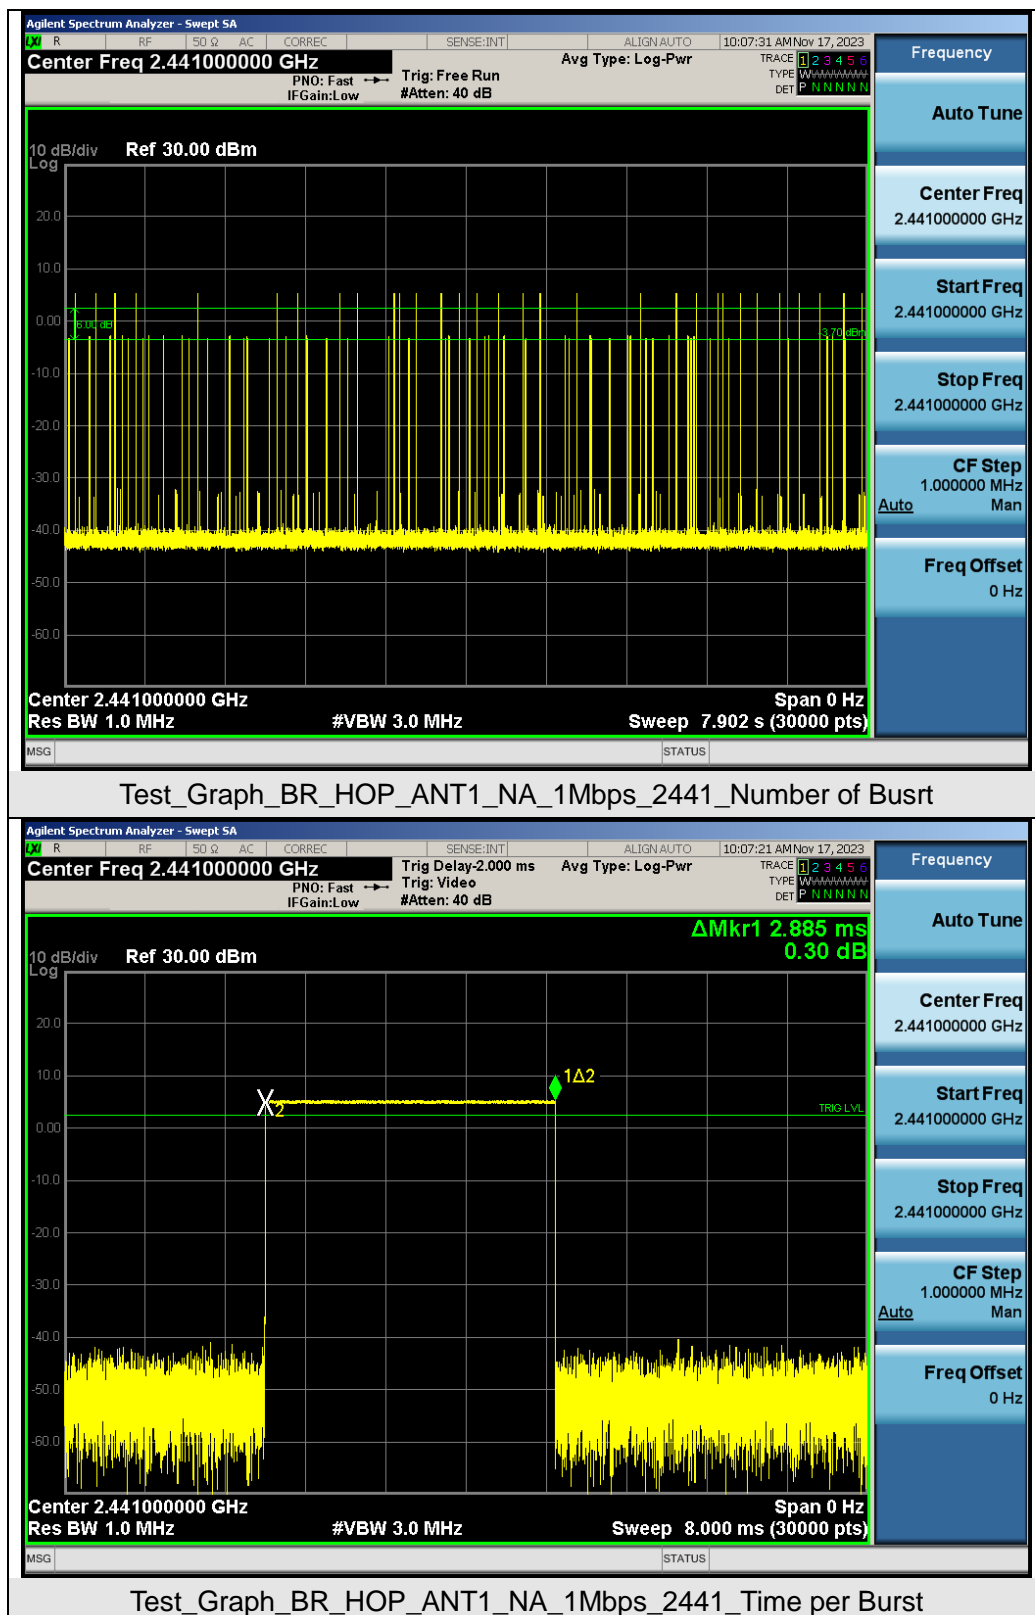 Agilent Spectrum Analyzer - Swept SA
LXI R RF 50 Ω AC CORREC SENSE:INT ALIGN AUTO 10:07:31 AM Nov 17, 2023
Center Freq 2.441000000 GHz
PNO: Fast
IFGain:Low
Trig: Free Run
#Atten: 40 dB
Avg Type: Log-Pwr
TRACE 1 2 3 4 5 6
TYPE W
DET P N N N N N
Frequency
Auto Tune
Center Freq
2.441000000 GHz
Start Freq
2.441000000 GHz
Stop Freq
2.441000000 GHz
CF Step
1.000000 MHz
Auto Man
Freq Offset
0 Hz
10 dB/div Ref 30.00 dBm
Log
20.0
10.0
0.00
-10.0
-20.0
-30.0
-40.0
-50.0
-60.0
6.00 dB
-3.70 dBm
Center 2.441000000 GHz Span 0 Hz
Res BW 1.0 MHz #VBW 3.0 MHz Sweep 7.902 s (30000 pts)
MSG STATUS
Test_Graph_BR_HOP_ANT1_NA_1Mbps_2441_Number of Busrt
Agilent Spectrum Analyzer - Swept SA
LXI R RF 50 Ω AC CORREC SENSE:INT ALIGN AUTO 10:07:21 AM Nov 17, 2023
Center Freq 2.441000000 GHz
PNO: Fast
IFGain:Low
Trig Delay-2.000 ms
Trig: Video
#Atten: 40 dB
Avg Type: Log-Pwr
TRACE 1 2 3 4 5 6
TYPE W
DET P N N N N N
Frequency
Auto Tune
Center Freq
2.441000000 GHz
Start Freq
2.441000000 GHz
Stop Freq
2.441000000 GHz
CF Step
1.000000 MHz
Auto Man
Freq Offset
0 Hz
ΔMkr1 2.885 ms
0.30 dB
10 dB/div Ref 30.00 dBm
Log
20.0
10.0
0.00
-10.0
-20.0
-30.0
-40.0
-50.0
-60.0
X2
1Δ2
TRIG LVL
Center 2.441000000 GHz Span 0 Hz
Res BW 1.0 MHz #VBW 3.0 MHz Sweep 8.000 ms (30000 pts)
MSG STATUS
Test_Graph_BR_HOP_ANT1_NA_1Mbps_2441_Time per Burst